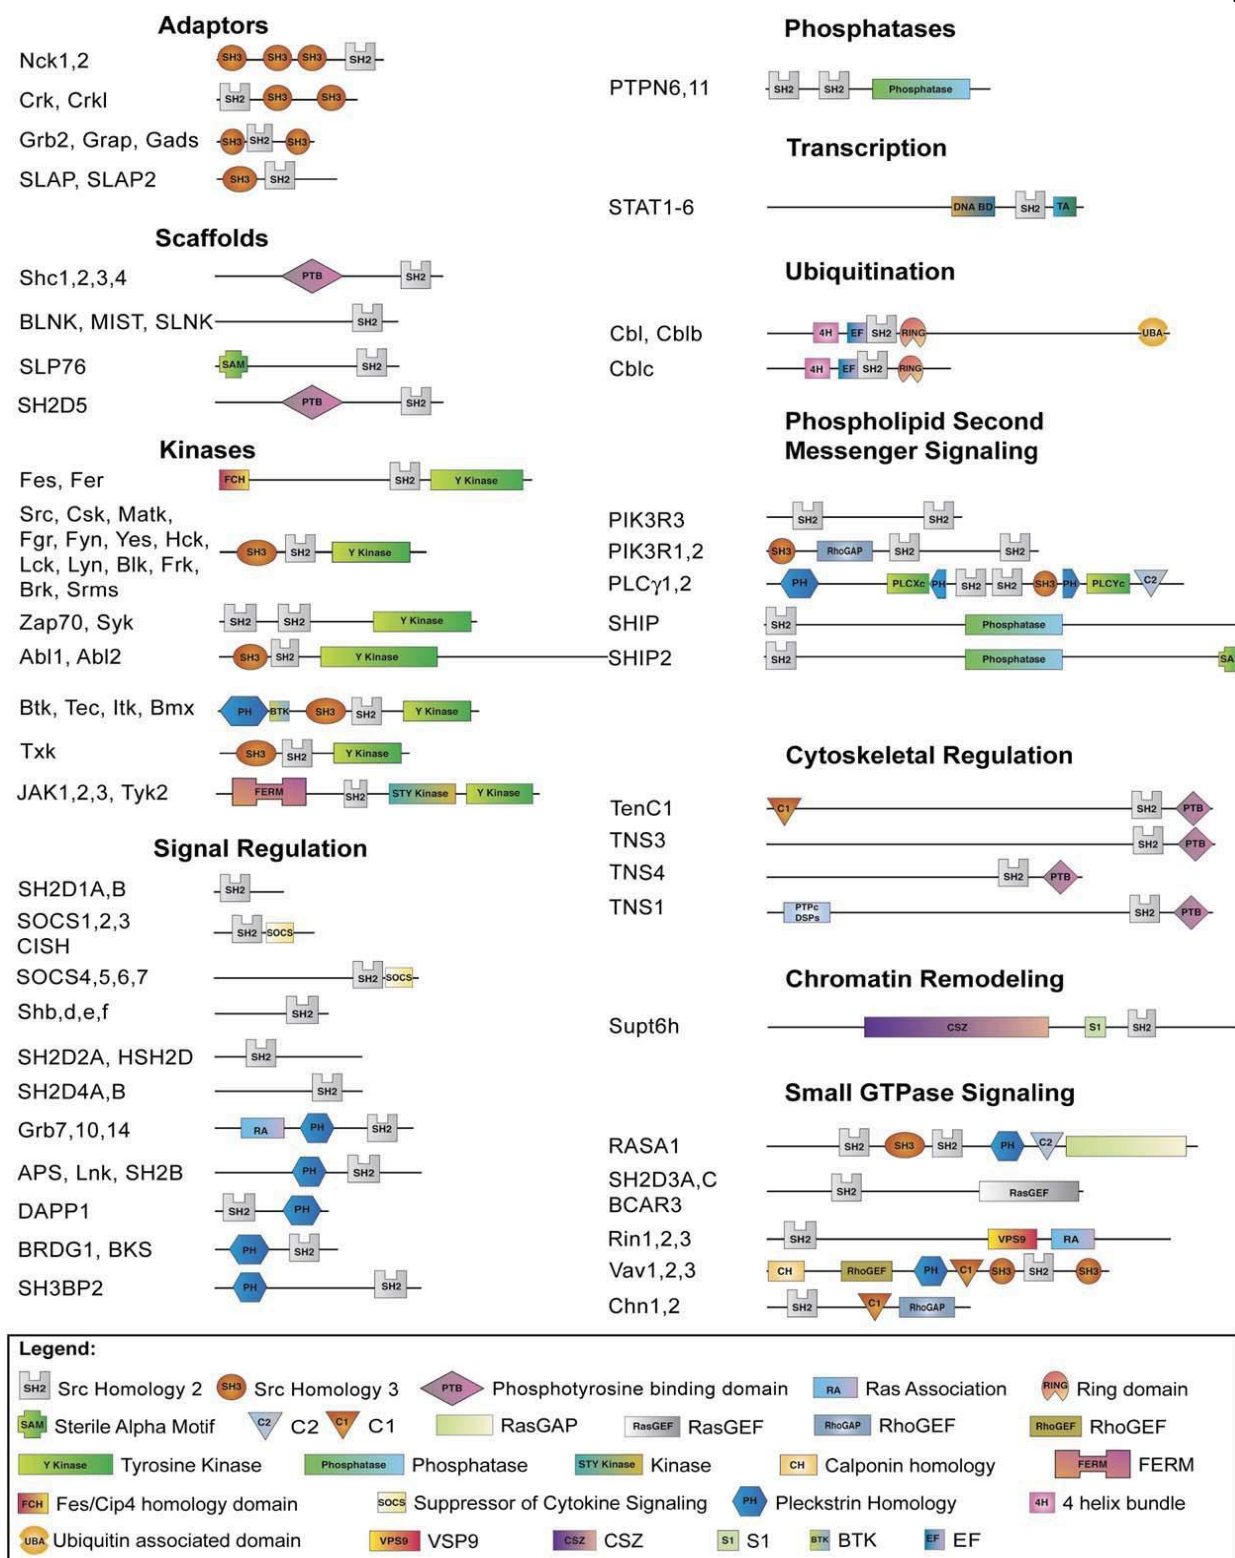 Adaptors
Nck1,2
SH3 SH3 SH3 SH2
Crk, Crkl
SH2 SH3 SH3
Grb2, Grap, Gads
SH3 SH2 SH3
SLAP, SLAP2
SH3 SH2
Scaffolds
Shc1,2,3,4
PTB SH2
BLNK, MIST, SLNK
SH2
SLP76
SAM SH2
SH2D5
PTB SH2
Kinases
Fes, Fer
FCH SH2 Y Kinase
Src, Csk, Matk,
Fgr, Fyn, Yes, Hck,
Lck, Lyn, Blk, Frk,
Brk, Srms
SH3 SH2 Y Kinase
Zap70, Syk
SH2 SH2 Y Kinase
Abl1, Abl2
SH3 SH2 Y Kinase
Btk, Tec, Itk, Bmx
PH BTK SH3 SH2 Y Kinase
Txk
SH3 SH2 Y Kinase
JAK1,2,3, Tyk2
FERM SH2 STY Kinase Y Kinase
Signal Regulation
SH2D1A,B
SH2
SOCS1,2,3
CISH
SH2 SOCS
SOCS4,5,6,7
SH2 SOCS
Shb,d,e,f
SH2
SH2D2A, HSH2D
SH2
SH2D4A,B
SH2
Grb7,10,14
RA PH SH2
APS, Lnk, SH2B
PH SH2
DAPP1
SH2 PH
BRDG1, BKS
PH SH2
SH3BP2
PH SH2
Phosphatases
PTPN6,11
SH2 SH2 Phosphatase
Transcription
STAT1-6
DNA BD SH2 TA
Ubiquitination
Cbl, Cblb
4H EF SH2 RING UBA
Cblc
4H EF SH2 RING
Phospholipid Second
Messenger Signaling
PIK3R3
SH2 SH2
PIK3R1,2
SH3 RhoGAP SH2 SH2
PLCγ1,2
PH PLCXc PH SH2 SH2 SH3 PH PLCYc C2
SHIP
SH2 Phosphatase
SHIP2
SH2 Phosphatase SA
Cytoskeletal Regulation
TenC1
C1 SH2 PTB
TNS3
SH2 PTB
TNS4
SH2 PTB
TNS1
PTPc
DSPs
SH2 PTB
Chromatin Remodeling
Supt6h
CSZ S1 SH2
Small GTPase Signaling
RASA1
SH2 SH3 SH2 PH C2
SH2D3A,C
BCAR3
SH2 RasGEF
Rin1,2,3
SH2 VPS9 RA
Vav1,2,3
CH RhoGEF PH C1 SH3 SH2 SH3
Chn1,2
SH2 C1 RhoGAP
Legend:
SH2 Src Homology 2 SH3 Src Homology 3 PTB Phosphotyrosine binding domain RA Ras Association RING Ring domain
SAM Sterile Alpha Motif C2 C2 C1 C1 RasGAP RasGEF RasGEF RhoGAP RhoGEF RhoGEF RhoGEF
Y Kinase Tyrosine Kinase Phosphatase Phosphatase STY Kinase Kinase CH Calponin homology FERM FERM
FCH Fes/Cip4 homology domain SOCS Suppressor of Cytokine Signaling PH Pleckstrin Homology 4H 4 helix bundle
UBA Ubiquitin associated domain VPS9 VSP9 CSZ CSZ S1 S1 BTK BTK EF EF